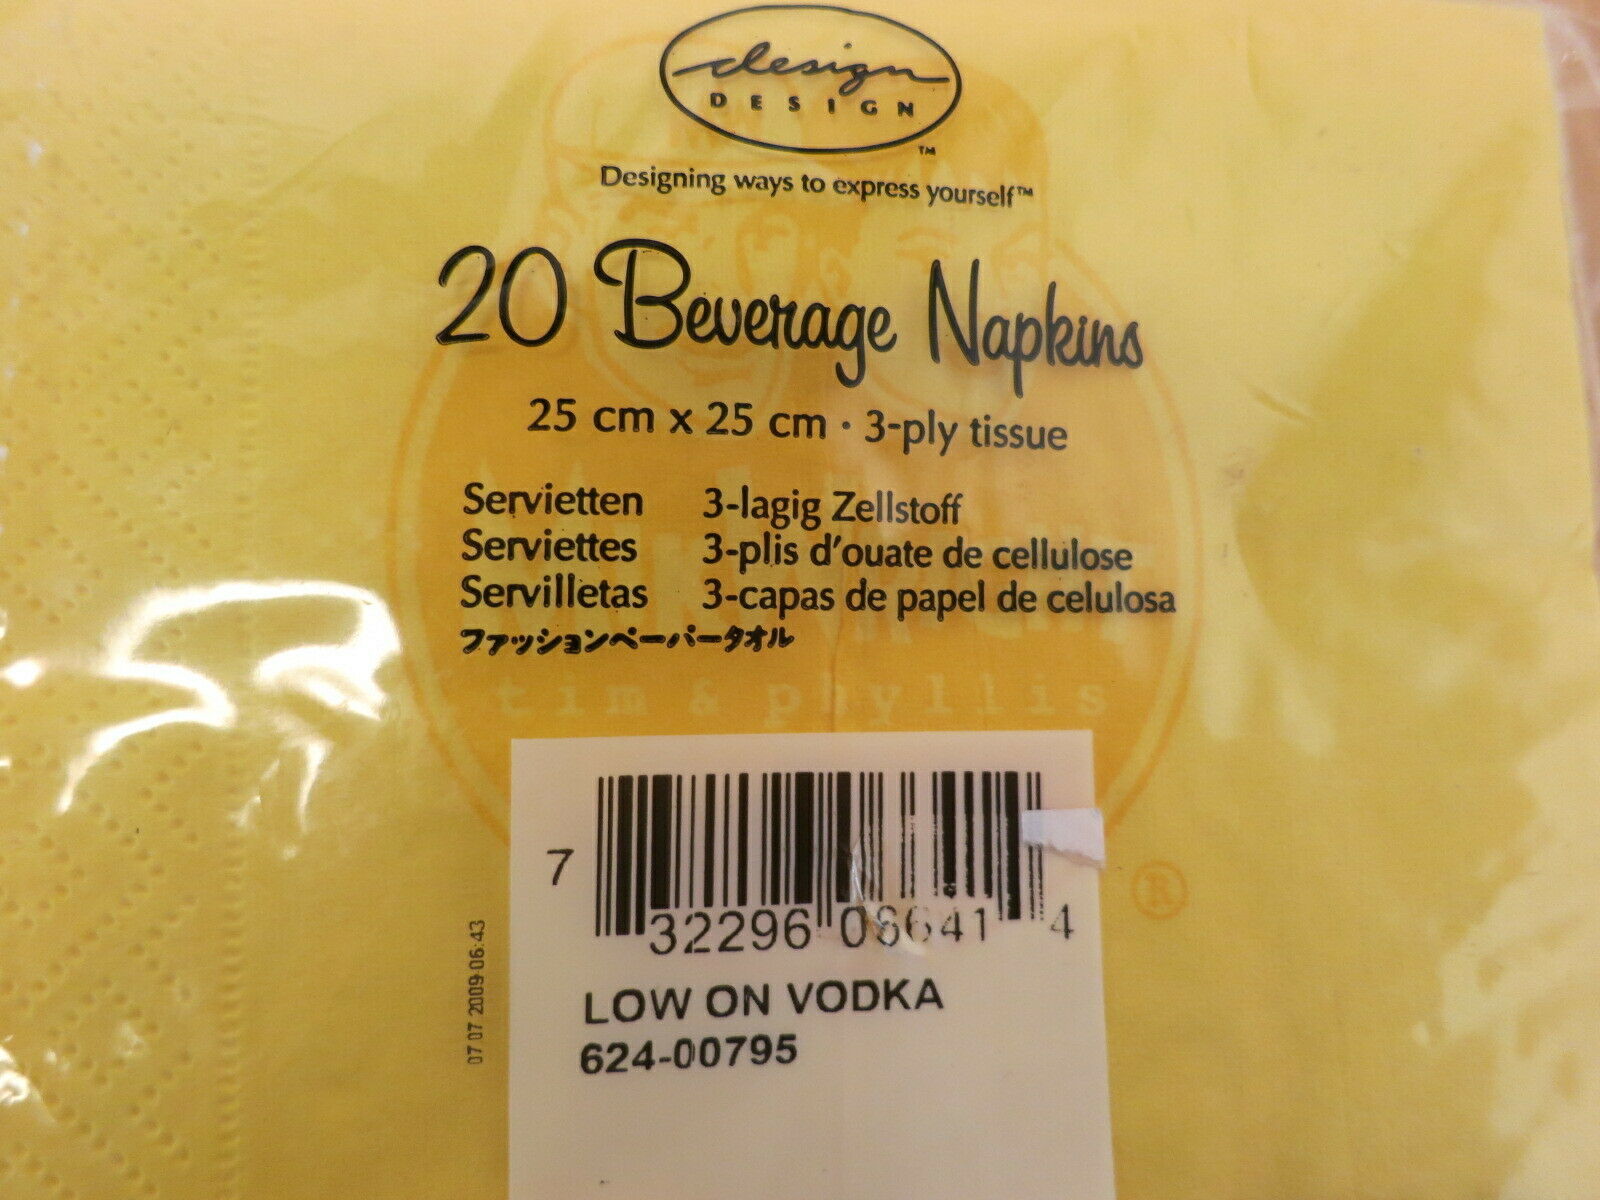 design
DESIGN
™
Designing ways to express yourself™
20 Beverage Napkins
25 cm x 25 cm · 3-ply tissue
Servietten 3-lagig Zellstoff
Serviettes 3-plis d'ouate de cellulose
Servilletas 3-capas de papel de celulosa
ファッションペーパータオル
tim & phyllis
®
7 32296 06641 4
LOW ON VODKA
624-00795
07 07 2009 06:43